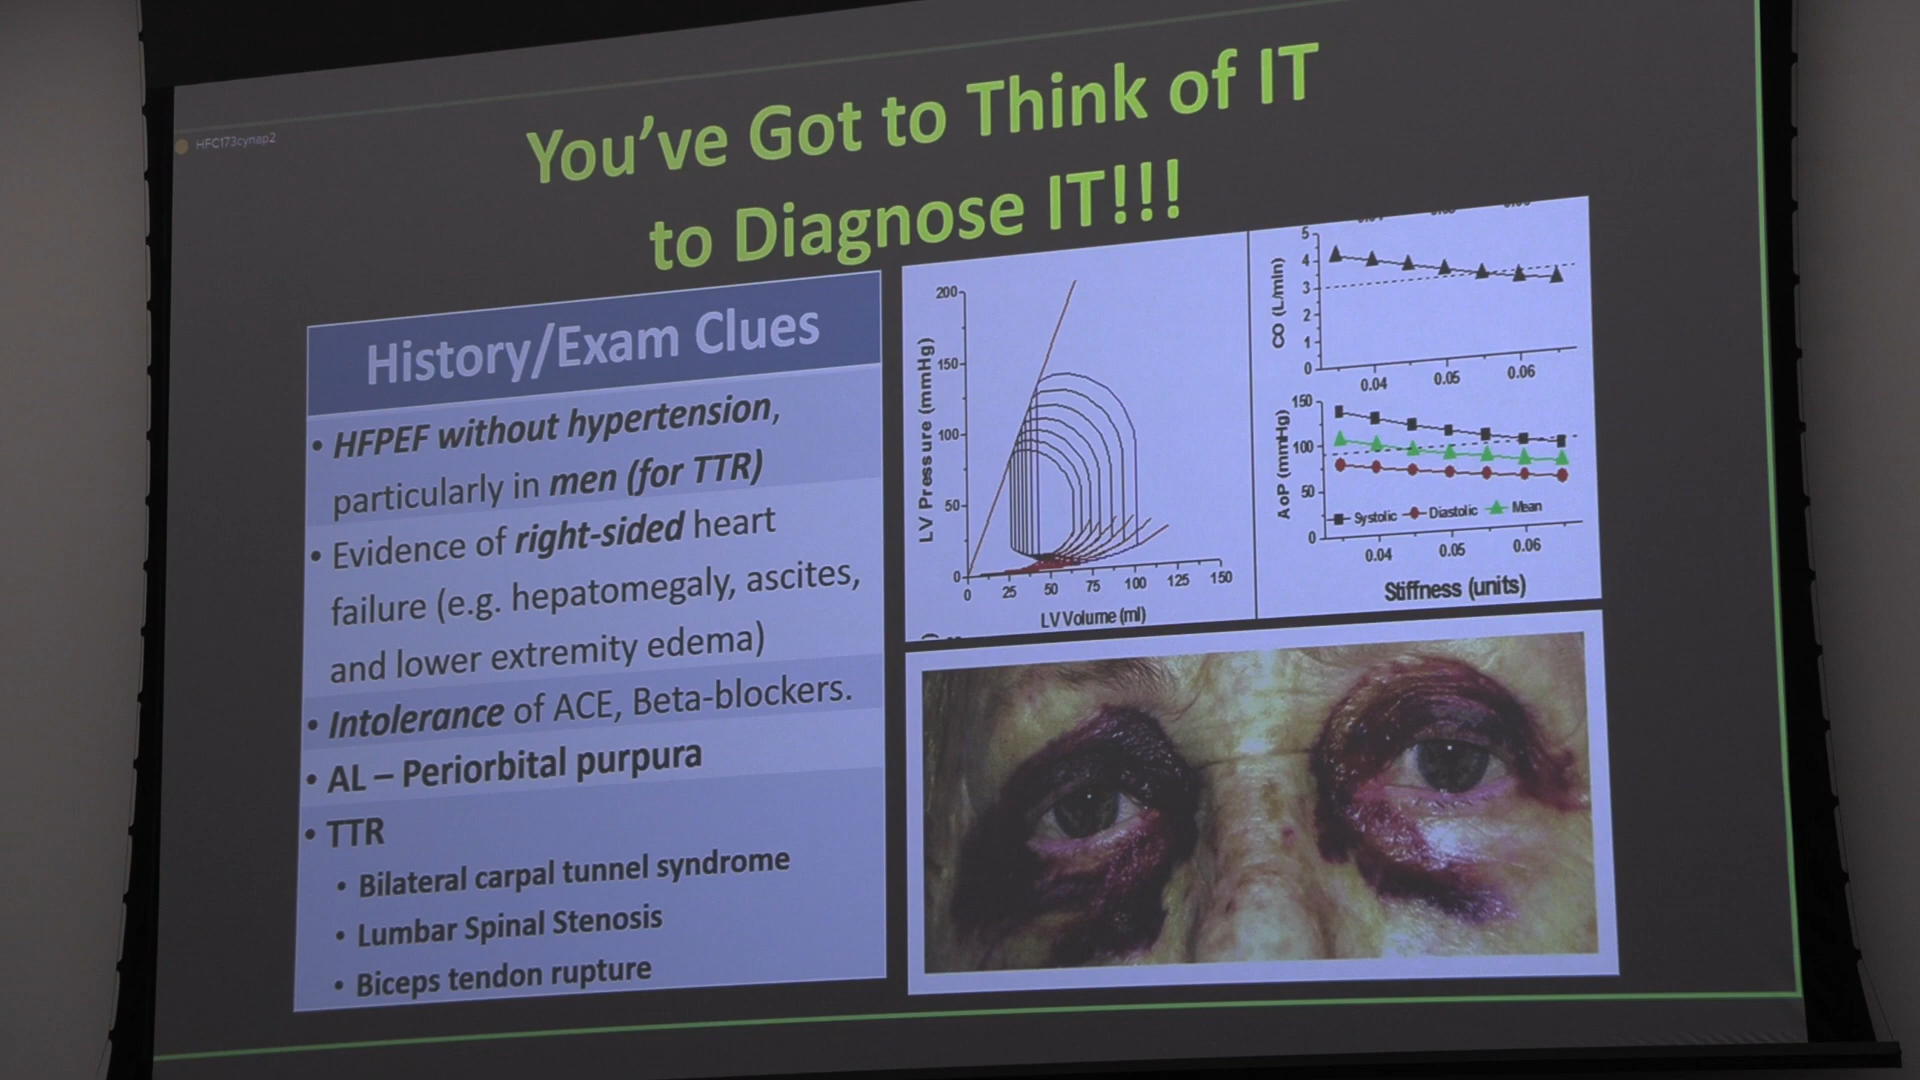 HFC173cynap2
You've Got to Think of IT
to Diagnose IT!!!
History/Exam Clues
• HFPEF without hypertension,
particularly in men (for TTR)
• Evidence of right-sided heart
failure (e.g. hepatomegaly, ascites,
and lower extremity edema)
• Intolerance of ACE, Beta-blockers.
• AL – Periorbital purpura
• TTR
• Bilateral carpal tunnel syndrome
• Lumbar Spinal Stenosis
• Biceps tendon rupture
LV Pressure (mmHg)
200
150
100
50
0
0 25 50 75 100 125 150
LV Volume (ml)
CO (L/min)
5
4
3
2
1
0
0.04 0.05 0.06
AoP (mmHg)
150
100
50
0
Systolic Diastolic Mean
0.04 0.05 0.06
Stiffness (units)